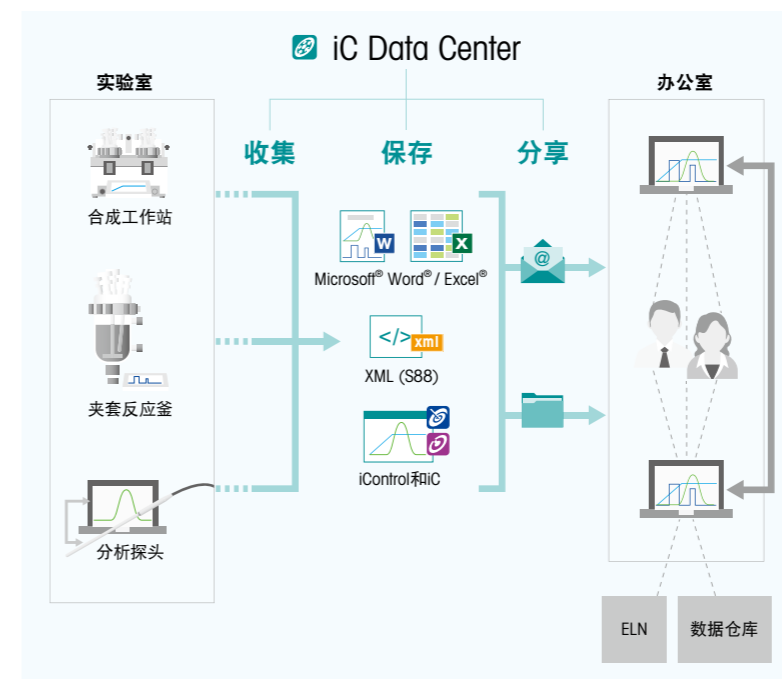 iC Data Center
实验室
办公室
收集
保存
分享
合成工作站
W
X
@
Microsoft® Word® / Excel®
</>
xml
XML (S88)
夹套反应釜
iControl和iC
分析探头
ELN
数据仓库